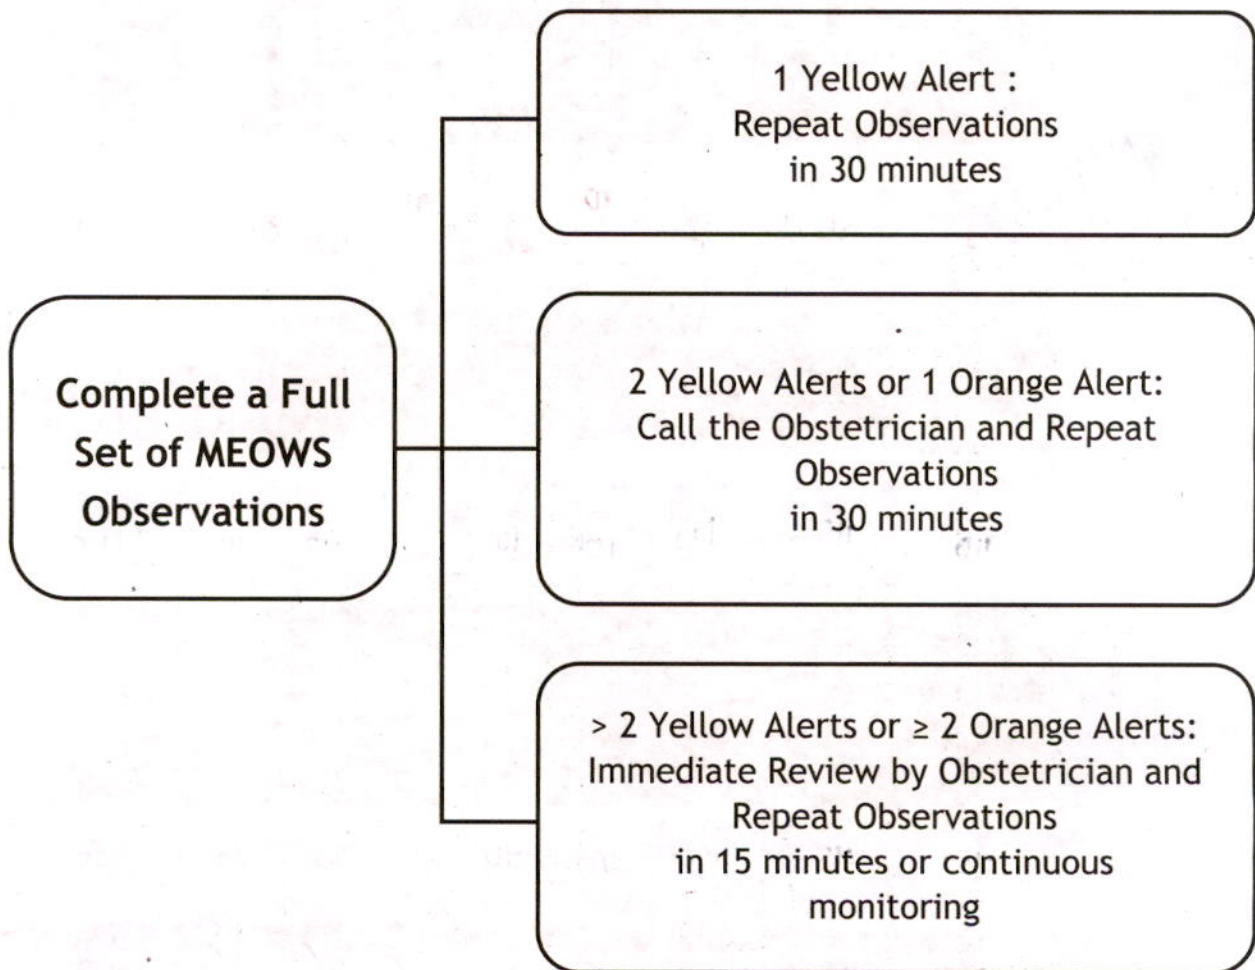 1 Yellow Alert :
Repeat Observations
in 30 minutes
Complete a Full
Set of MEOWS
Observations
2 Yellow Alerts or 1 Orange Alert:
Call the Obstetrician and Repeat
Observations
in 30 minutes
> 2 Yellow Alerts or ≥ 2 Orange Alerts:
Immediate Review by Obstetrician and
Repeat Observations
in 15 minutes or continuous
monitoring